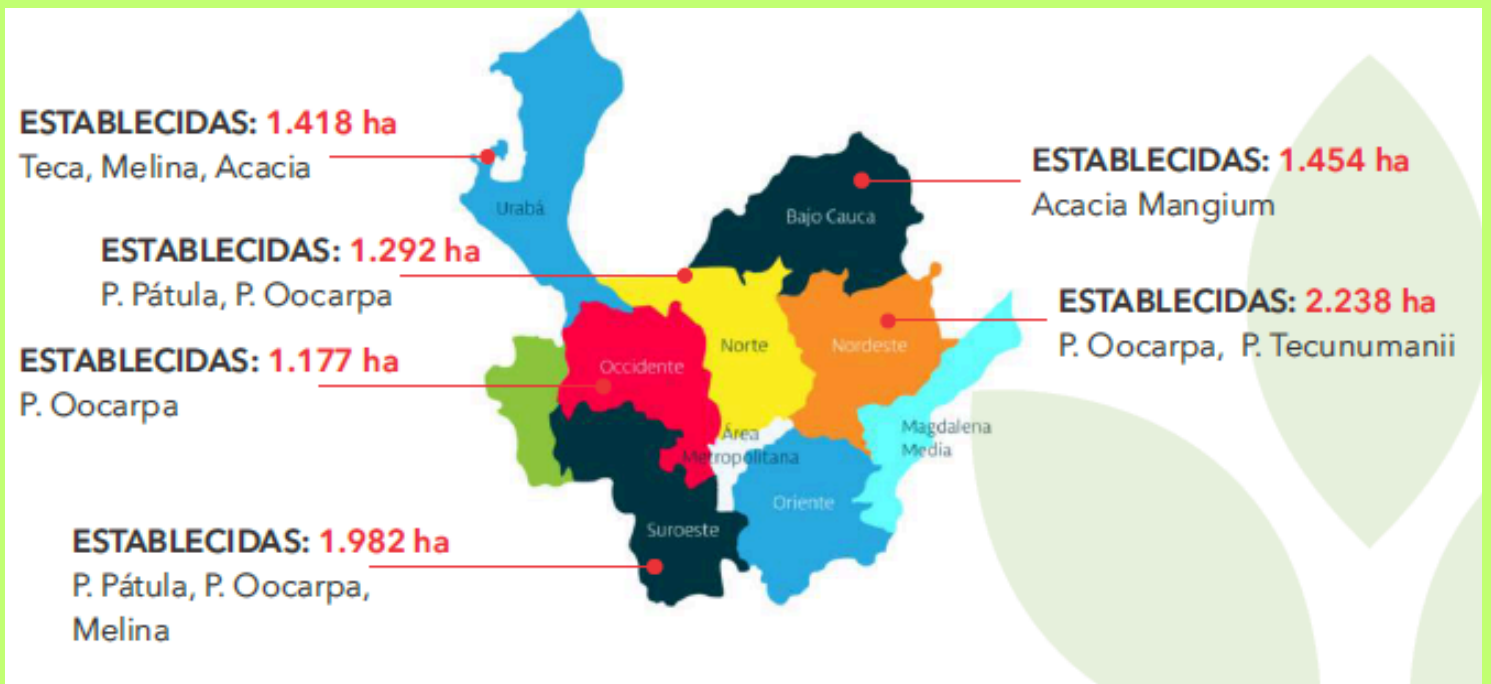 ESTABLECIDAS: 1.418 ha
Teca, Melina, Acacia
ESTABLECIDAS: 1.292 ha
P. Pátula, P. Oocarpa
ESTABLECIDAS: 1.177 ha
P. Oocarpa
ESTABLECIDAS: 1.982 ha
P. Pátula, P. Oocarpa,
Melina
Urabá
Bajo Cauca
Norte
Nordeste
Occidente
Área
Metropolitana
Magdalena
Media
Oriente
Suroeste
ESTABLECIDAS: 1.454 ha
Acacia Mangium
ESTABLECIDAS: 2.238 ha
P. Oocarpa, P. Tecunumanii